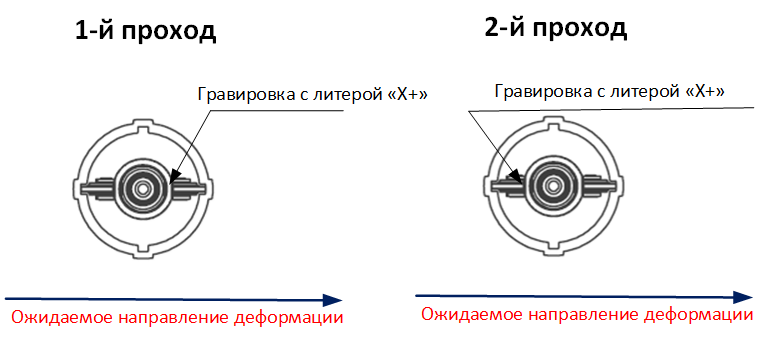 1-й проход
2-й проход
Гравировка с литерой «X+»
Гравировка с литерой «X+»
Ожидаемое направление деформации
Ожидаемое направление деформации